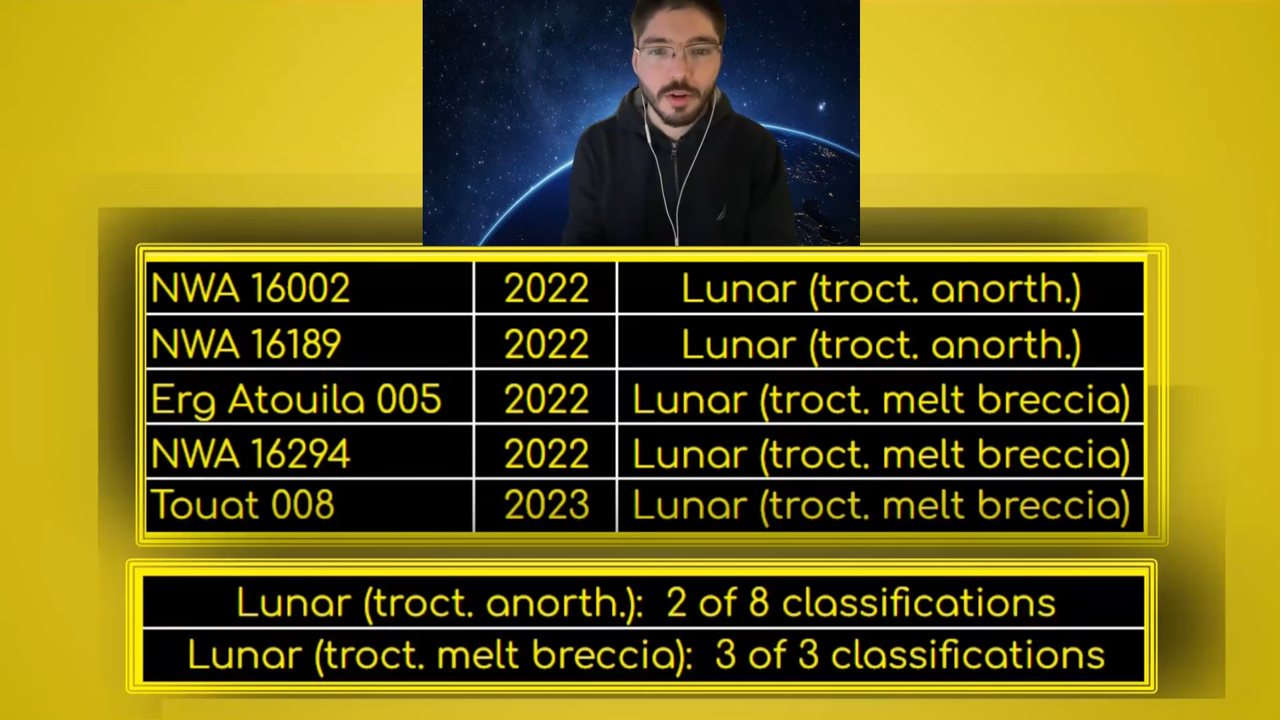 NWA 16002 2022 Lunar (troct. anorth.)
NWA 16189 2022 Lunar (troct. anorth.)
Erg Atouila 005 2022 Lunar (troct. melt breccia)
NWA 16294 2022 Lunar (troct. melt breccia)
Touat 008 2023 Lunar (troct. melt breccia)
Lunar (troct. anorth.): 2 of 8 classifications
Lunar (troct. melt breccia): 3 of 3 classifications